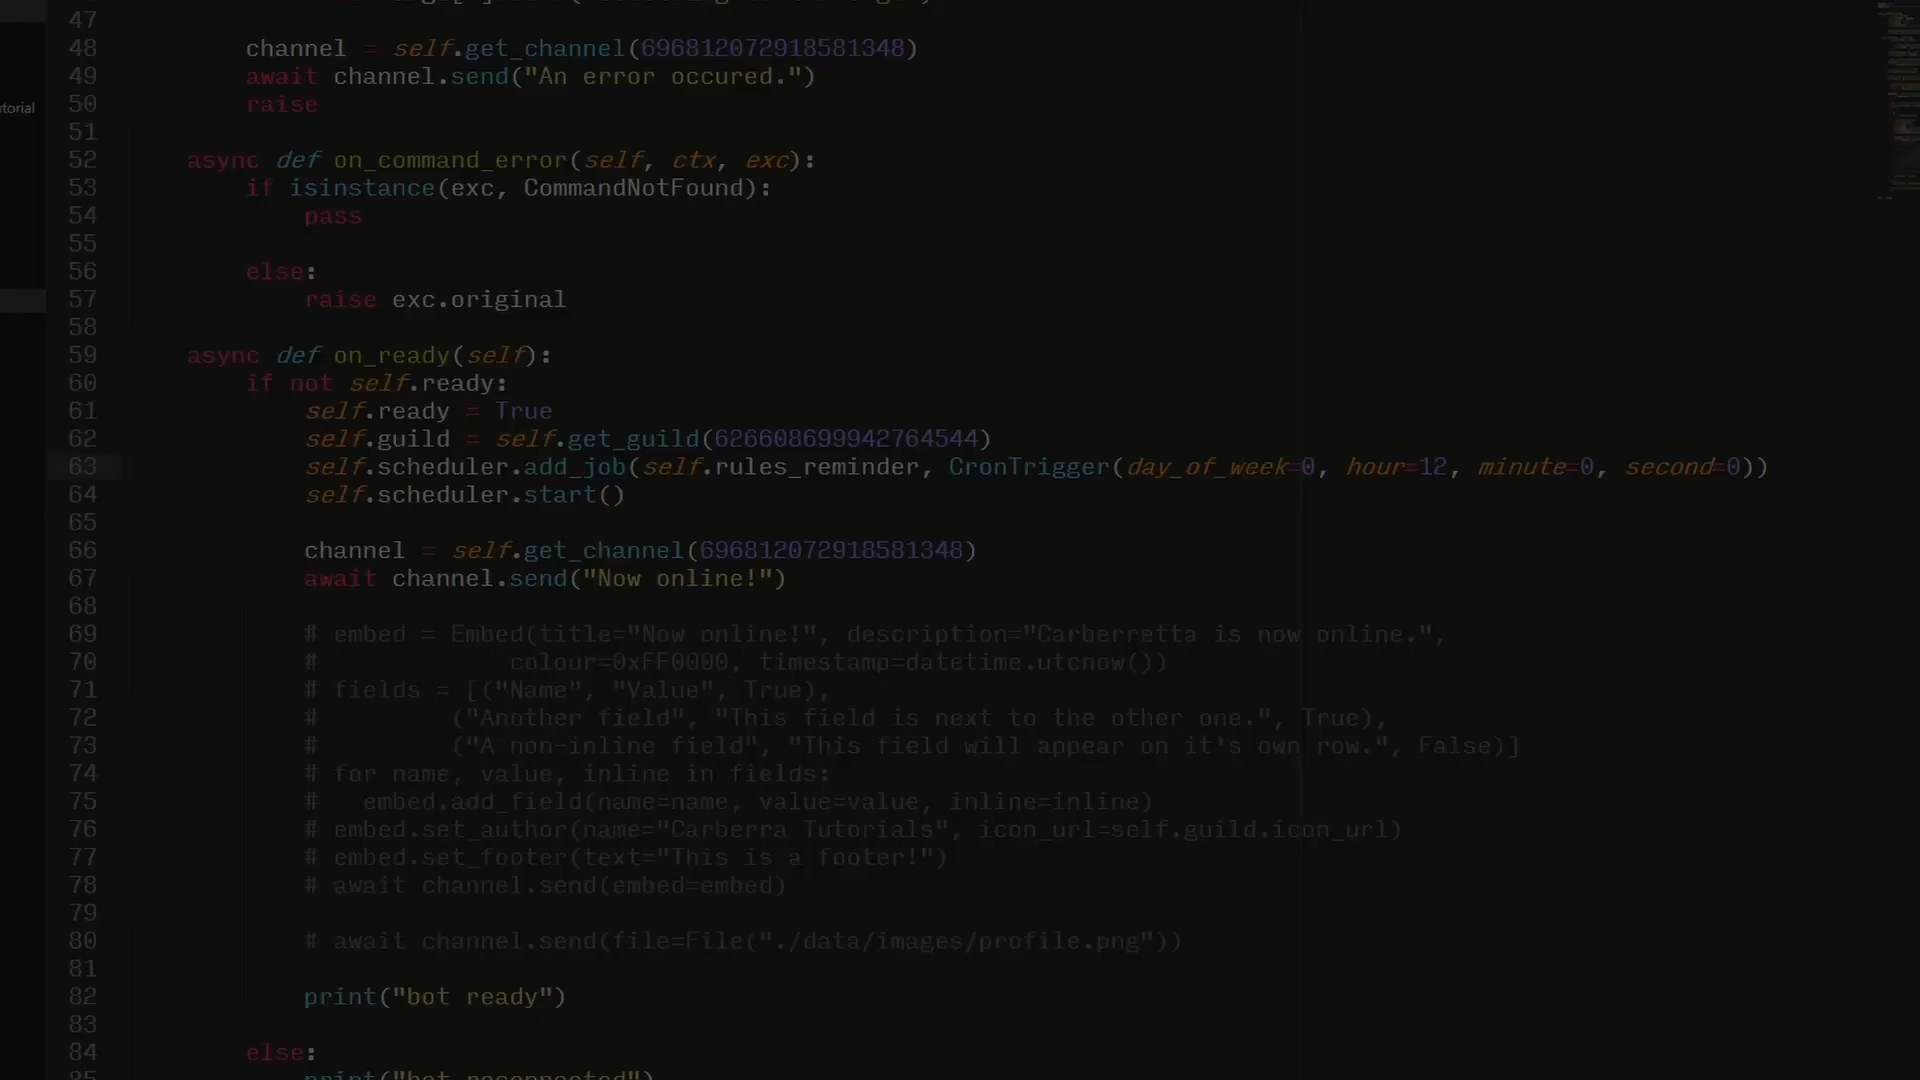 47
48 channel = self.get_channel(696812072918581348)
49 await channel.send("An error occured.")
50 raise
torial
51
52 async def on_command_error(self, ctx, exc):
53 if isinstance(exc, CommandNotFound):
54 pass
55
56 else:
57 raise exc.original
58
59 async def on_ready(self):
60 if not self.ready:
61 self.ready = True
62 self.guild = self.get_guild(626608699942764544)
63 self.scheduler.add_job(self.rules_reminder, CronTrigger(day_of_week=0, hour=12, minute=0, second=0))
64 self.scheduler.start()
65
66 channel = self.get_channel(696812072918581348)
67 await channel.send("Now online!")
68
69 # embed = Embed(title="Now online!", description="Carberretta is now online.",
70 # colour=0xFF0000, timestamp=datetime.utcnow())
71 # fields = [("Name", "Value", True),
72 # ("Another field", "This field is next to the other one.", True),
73 # ("A non-inline field", "This field will appear on it's own row.", False)]
74 # for name, value, inline in fields:
75 # embed.add_field(name=name, value=value, inline=inline)
76 # embed.set_author(name="Carberra Tutorials", icon_url=self.guild.icon_url)
77 # embed.set_footer(text="This is a footer!")
78 # await channel.send(embed=embed)
79
80 # await channel.send(file=File("./data/images/profile.png"))
81
82 print("bot ready")
83
84 else:
85 print("bot reconnected")